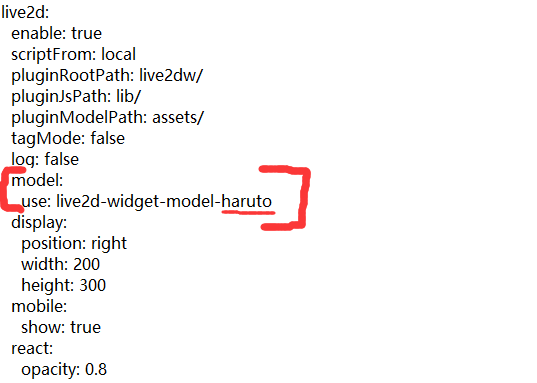 live2d:
  enable: true
  scriptFrom: local
  pluginRootPath: live2dw/
  pluginJsPath: lib/
  pluginModelPath: assets/
  tagMode: false
  log: false
  model:
    use: live2d-widget-model-haruto
  display:
    position: right
    width: 200
    height: 300
  mobile:
    show: true
  react:
    opacity: 0.8